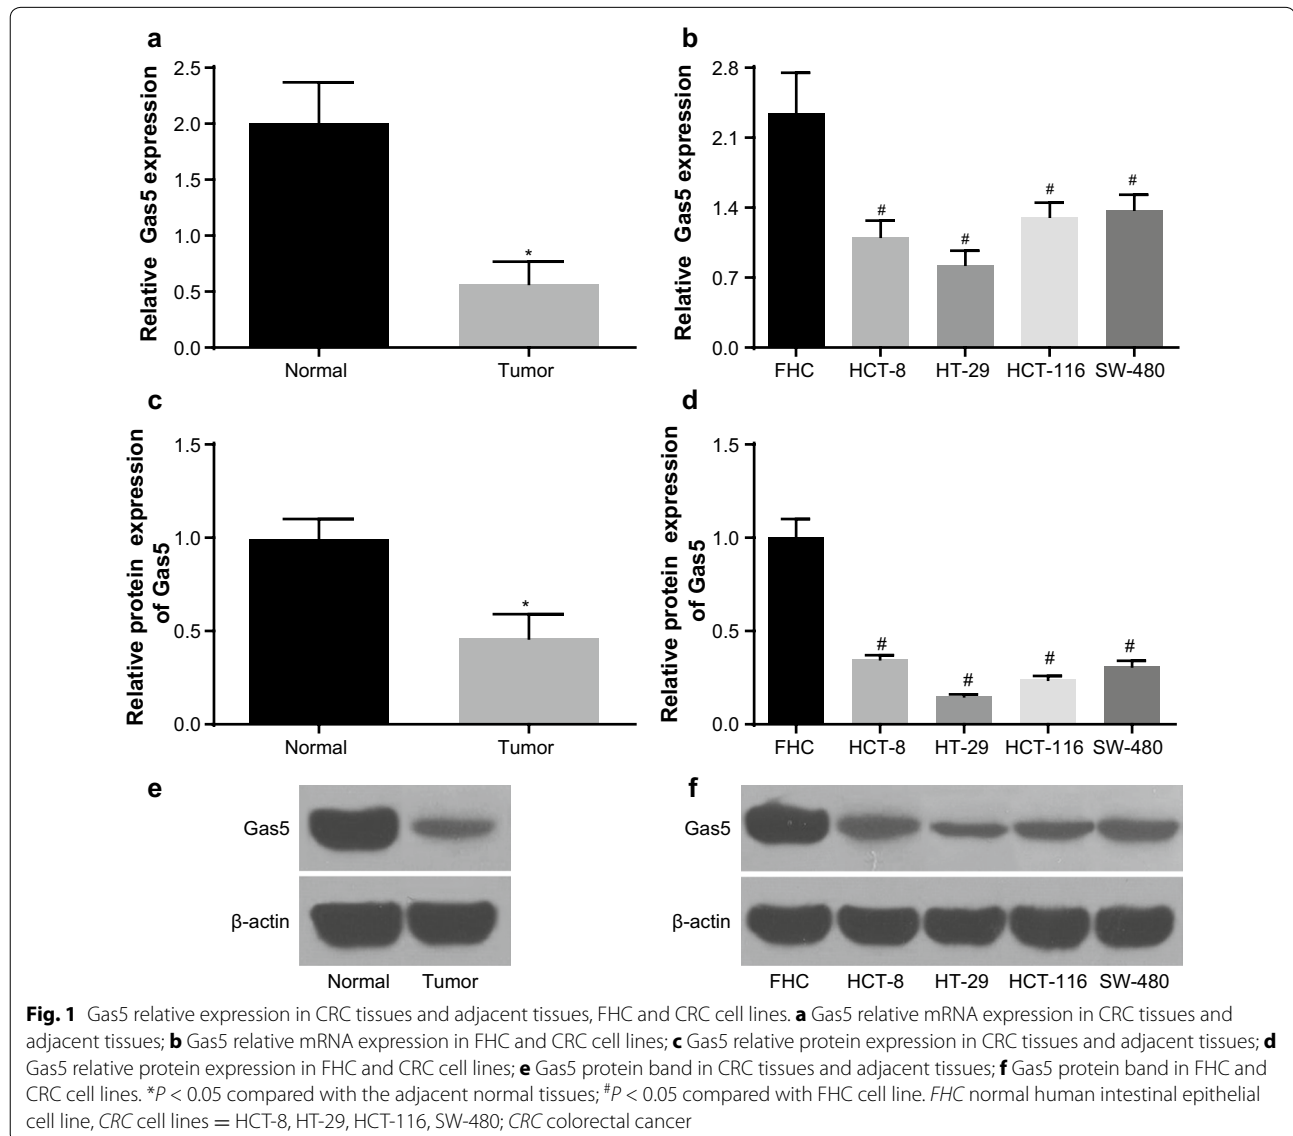 a
Relative Gas5 expression
2.5
2.0
1.5
1.0
0.5
0.0
*
Normal Tumor
b
Relative Gas5 expression
2.8
2.1
1.4
0.7
0.0
# # # #
FHC HCT-8 HT-29 HCT-116 SW-480
c
Relative protein expression
of Gas5
1.5
1.0
0.5
0.0
*
Normal Tumor
d
Relative protein expression
of Gas5
1.5
1.0
0.5
0.0
# # # #
FHC HCT-8 HT-29 HCT-116 SW-480
e
Gas5
β-actin
Normal Tumor
f
Gas5
β-actin
FHC HCT-8 HT-29 HCT-116 SW-480
Fig. 1 Gas5 relative expression in CRC tissues and adjacent tissues, FHC and CRC cell lines. a Gas5 relative mRNA expression in CRC tissues and
adjacent tissues; b Gas5 relative mRNA expression in FHC and CRC cell lines; c Gas5 relative protein expression in CRC tissues and adjacent tissues; d
Gas5 relative protein expression in FHC and CRC cell lines; e Gas5 protein band in CRC tissues and adjacent tissues; f Gas5 protein band in FHC and
CRC cell lines. *P < 0.05 compared with the adjacent normal tissues; #P < 0.05 compared with FHC cell line. FHC normal human intestinal epithelial
cell line, CRC cell lines = HCT-8, HT-29, HCT-116, SW-480; CRC colorectal cancer